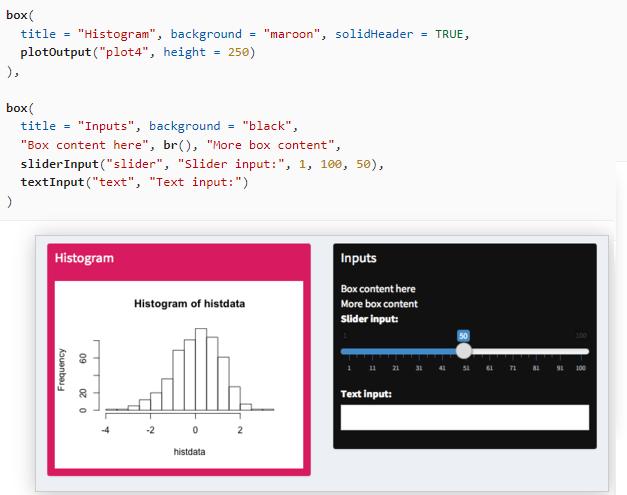 box(
  title = "Histogram", background = "maroon", solidHeader = TRUE,
  plotOutput("plot4", height = 250)
),
box(
  title = "Inputs", background = "black",
  "Box content here", br(), "More box content",
  sliderInput("slider", "Slider input:", 1, 100, 50),
  textInput("text", "Text input:")
)
Histogram
Histogram of histdata
Frequency
0 20 60
-4 -2 0 2
histdata
Inputs
Box content here
More box content
Slider input:
1 50 100
1 11 21 31 41 51 61 71 81 91 100
Text input: